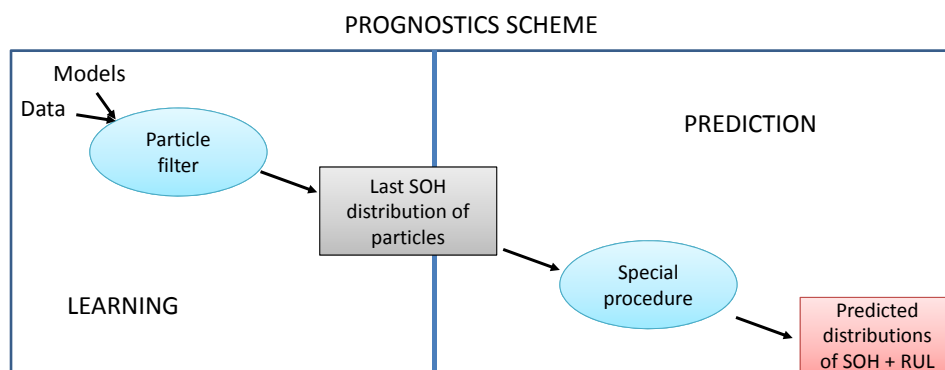 PROGNOSTICS SCHEME
Models
Data
Particle
filter
PREDICTION
Last SOH
distribution of
particles
Special
procedure
LEARNING
Predicted
distributions
of SOH + RUL